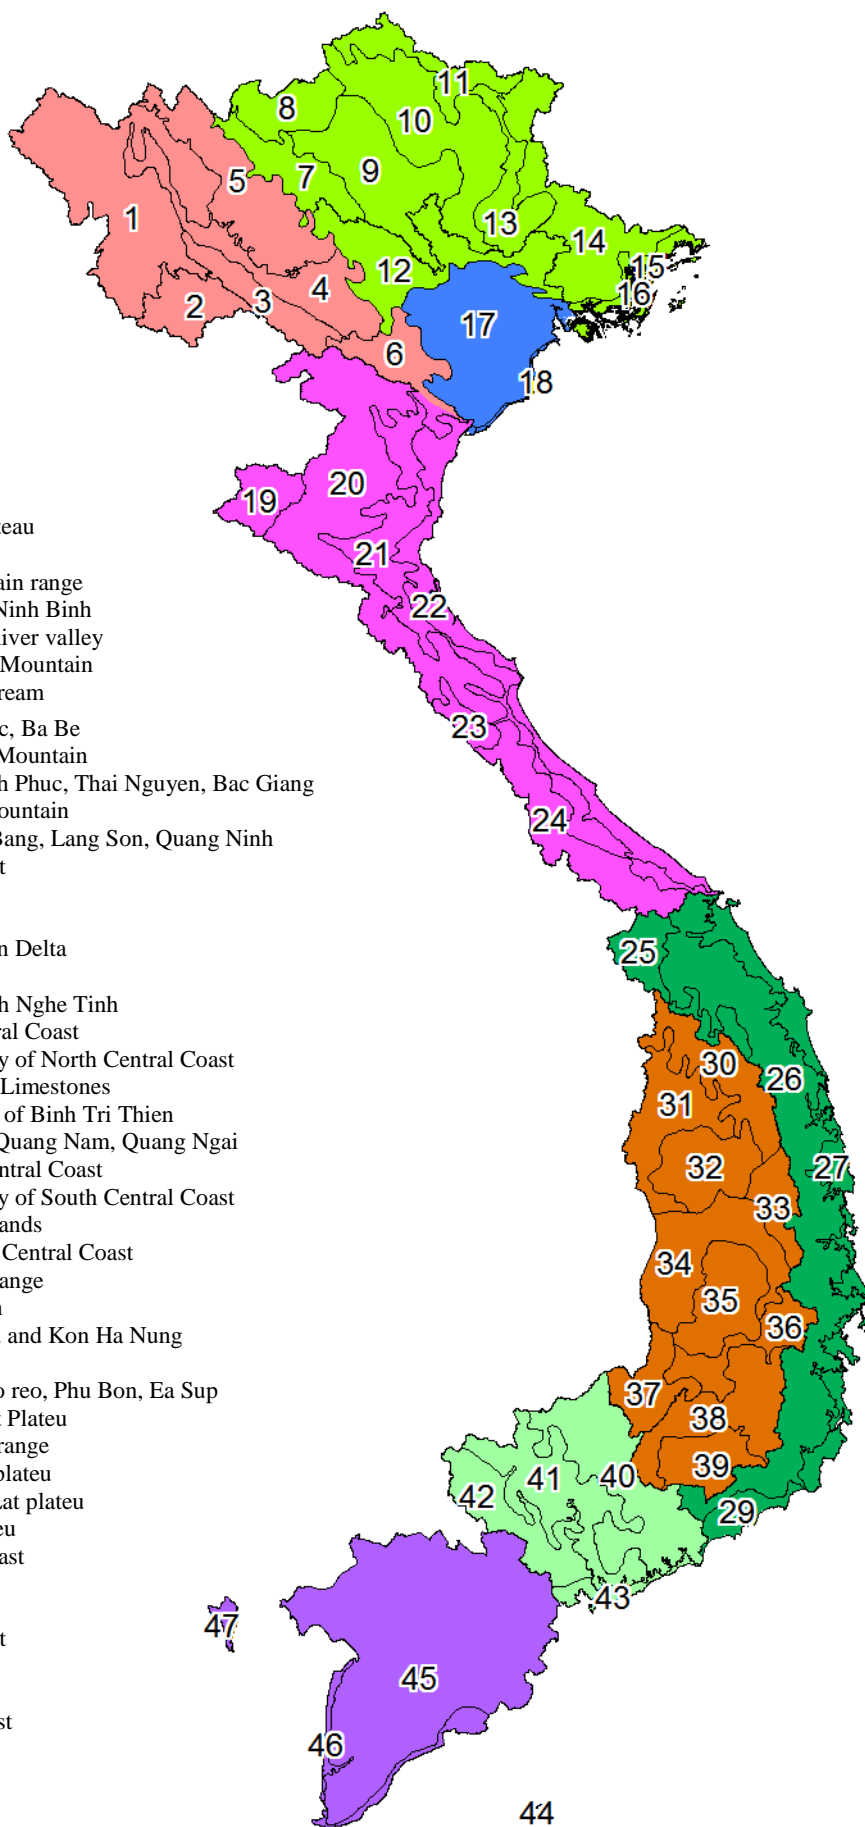 11
8
10
5
7
9
1
13
14
15
12
2
3
4
16
17
6
18
20
19
teau
21
ain range
Ninh Binh
22
iver valley
Mountain
ream
23
c, Ba Be
Mountain
h Phuc, Thai Nguyen, Bac Giang
ountain
24
Bang, Lang Son, Quang Ninh
t
n Delta
25
h Nghe Tinh
ral Coast
y of North Central Coast
30
26
Limestones
31
of Binh Tri Thien
Quang Nam, Quang Ngai
ntral Coast
32
27
y of South Central Coast
33
ands
Central Coast
34
ange
35
n
36
and Kon Ha Nung
o reo, Phu Bon, Ea Sup
37
t Plateu
38
range
39
plateu
41
40
42
Lat plateu
29
eu
ast
43
47
t
45
st
46
44